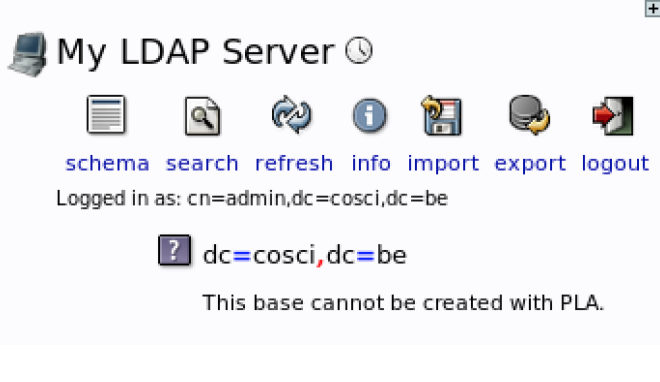 My LDAP Server
schema search refresh info import export logout
Logged in as: cn=admin,dc=cosci,dc=be
? dc=cosci,dc=be
This base cannot be created with PLA.